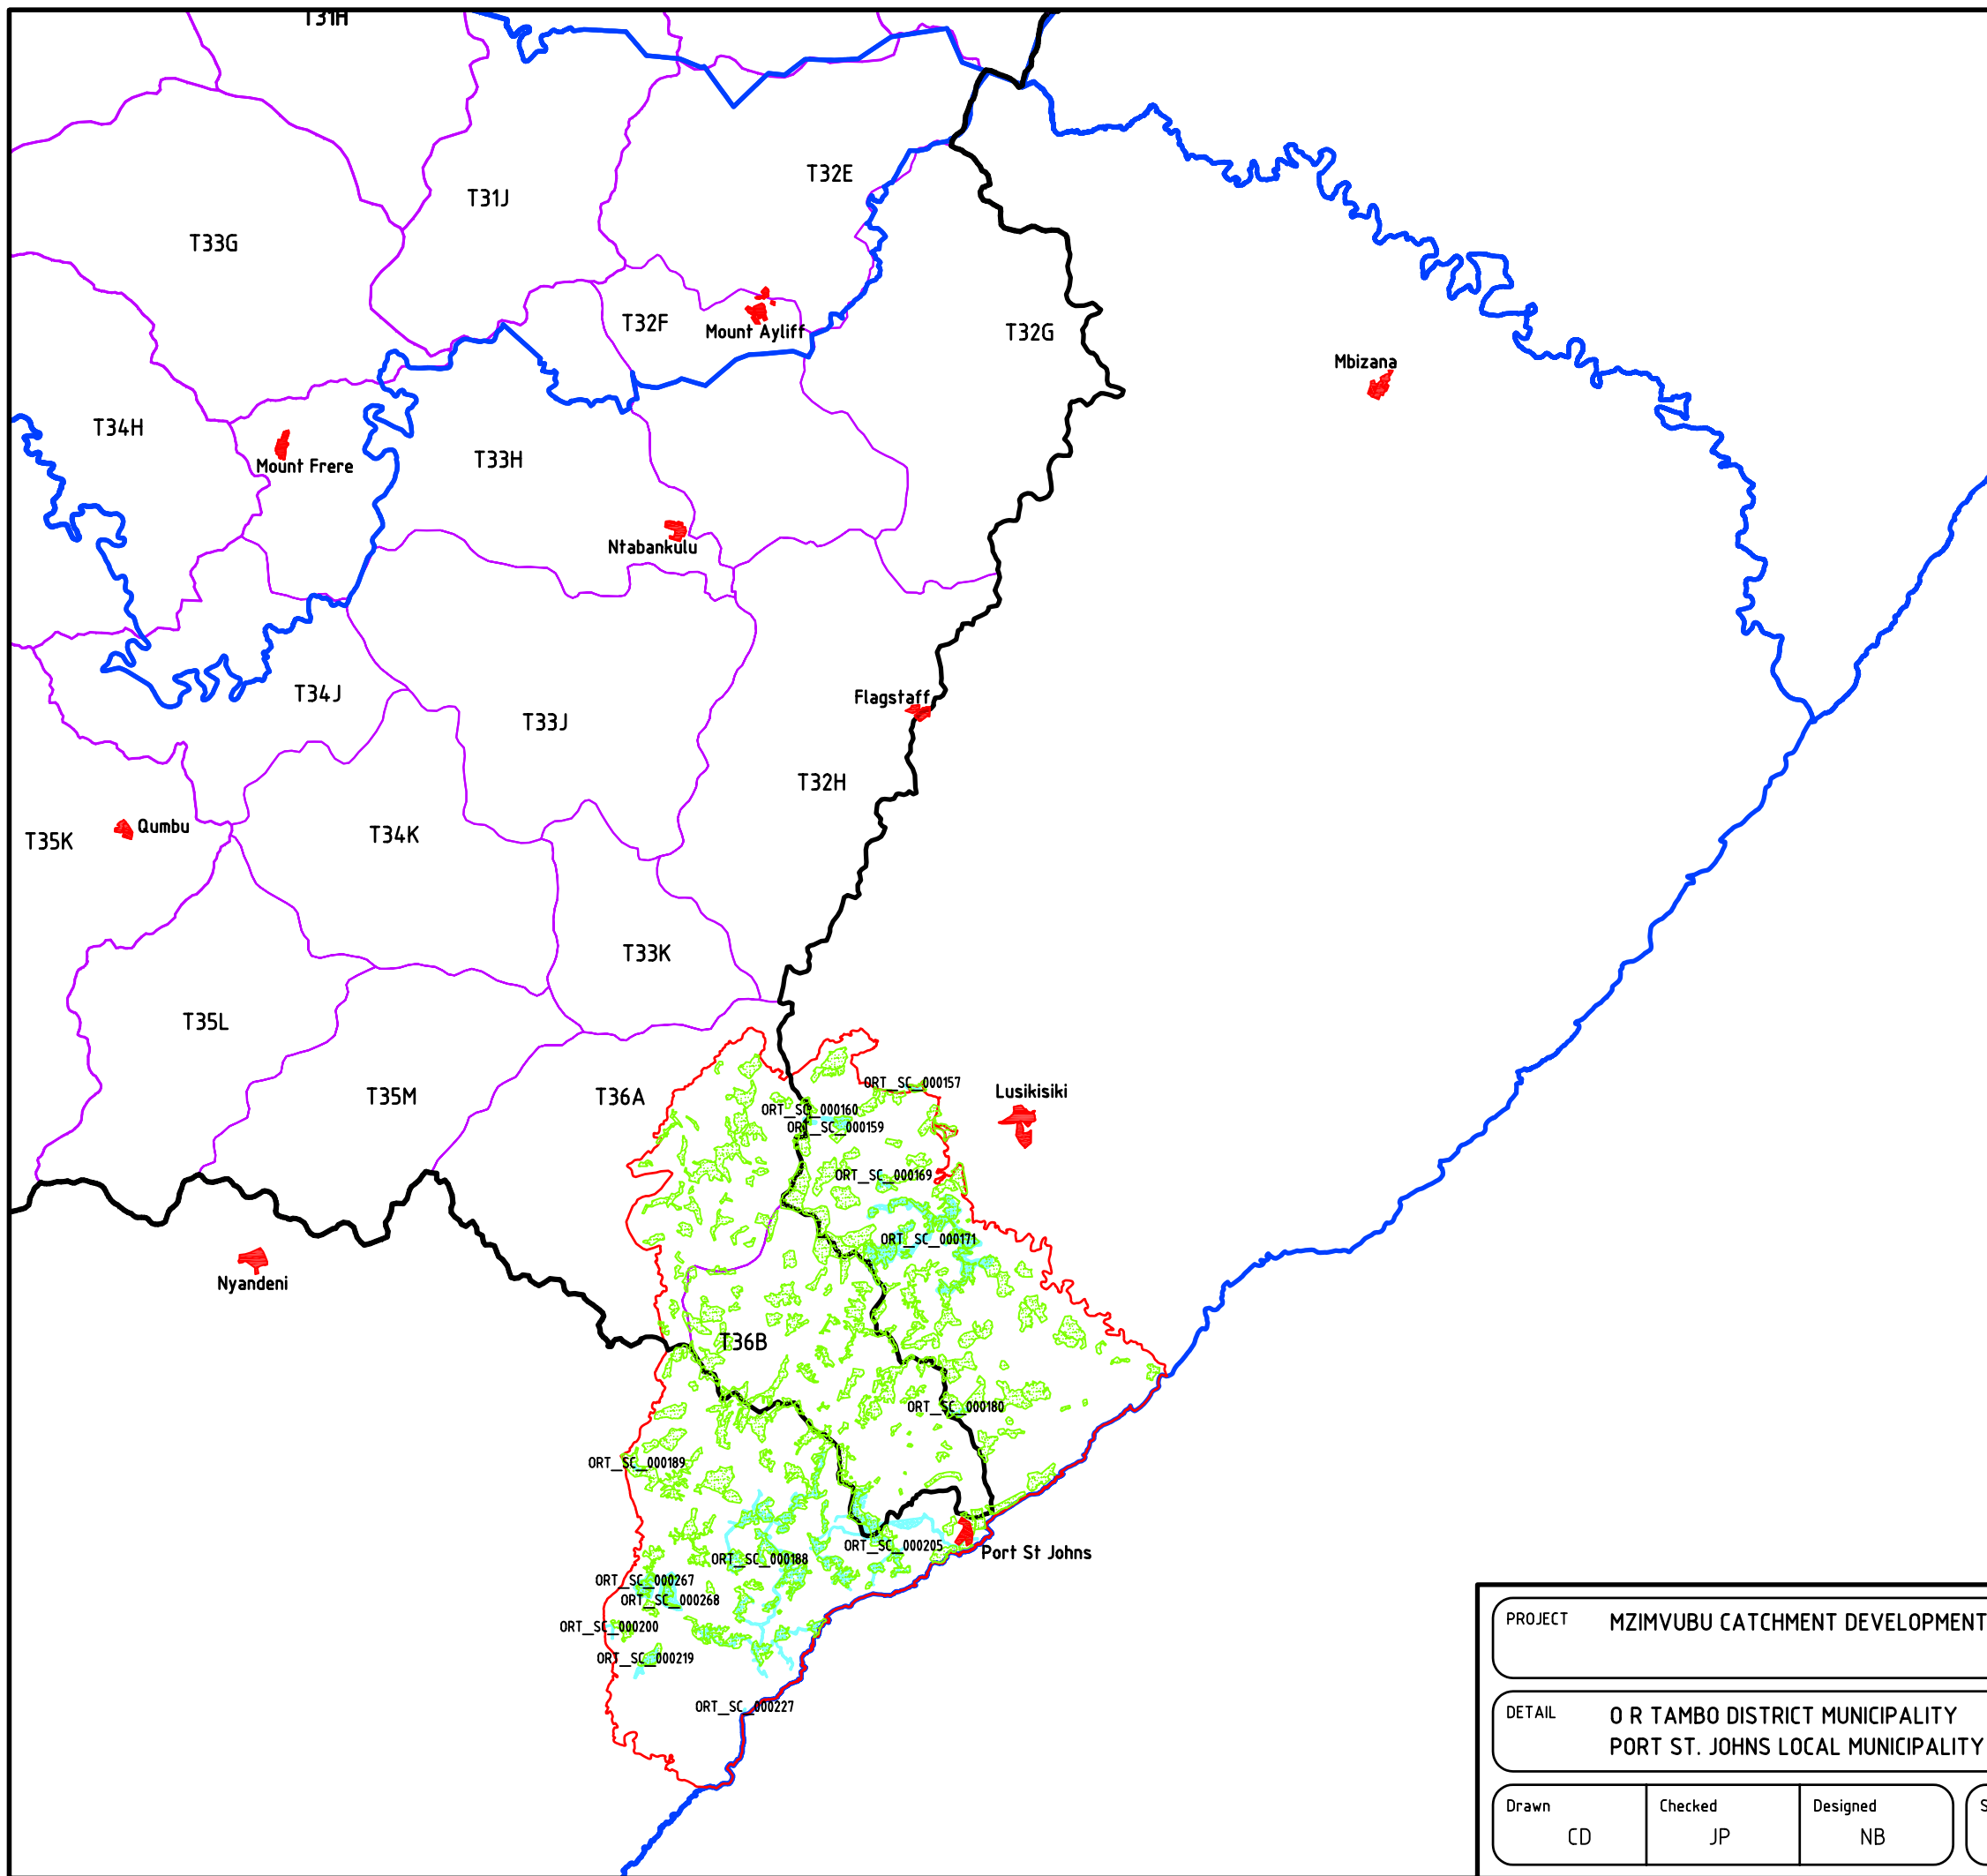 T31H
T32E
T31J
T33G
T32F
Mount Ayliff
T32G
Mbizana
T34H
Mount Frere
T33H
Ntabankulu
T34J
Flagstaff
T33J
T32H
Qumbu
T34K
T35K
T33K
T35L
T35M
T36A
ORT_SC_000157
Lusikisiki
ORT_SC_000160
ORT_SC_000159
ORT_SC_000169
ORT_SC_000171
Nyandeni
T36B
ORT_SC_000180
ORT_SC_000189
ORT_SC_000205
Port St Johns
ORT_SC_000188
ORT_SC_000267
ORT_SC_000268
ORT_SC_000200
ORT_SC_000219
ORT_SC_000227
PROJECT MZIMVUBU CATCHMENT DEVELOPMENT
DETAIL O R TAMBO DISTRICT MUNICIPALITY
PORT ST. JOHNS LOCAL MUNICIPALITY
Drawn Checked Designed
CD JP NB